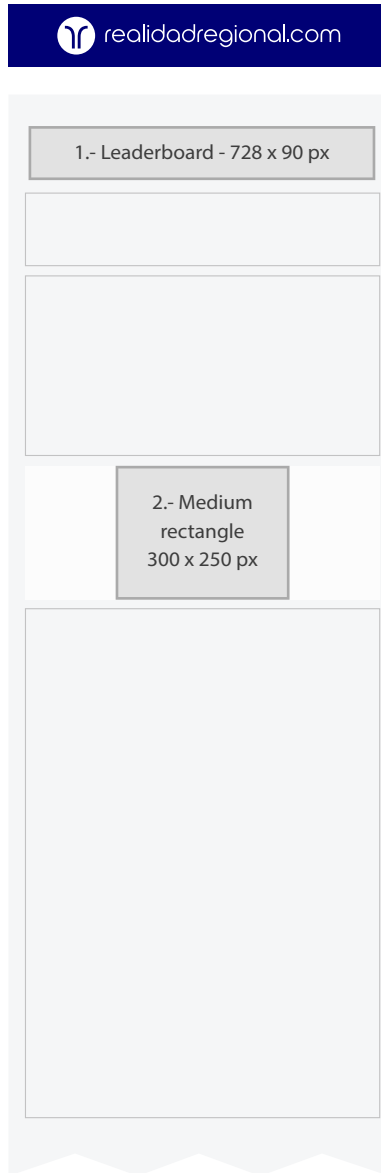 realidadregional.com
1.- Leaderboard - 728 x 90 px
2.- Medium
rectangle
300 x 250 px